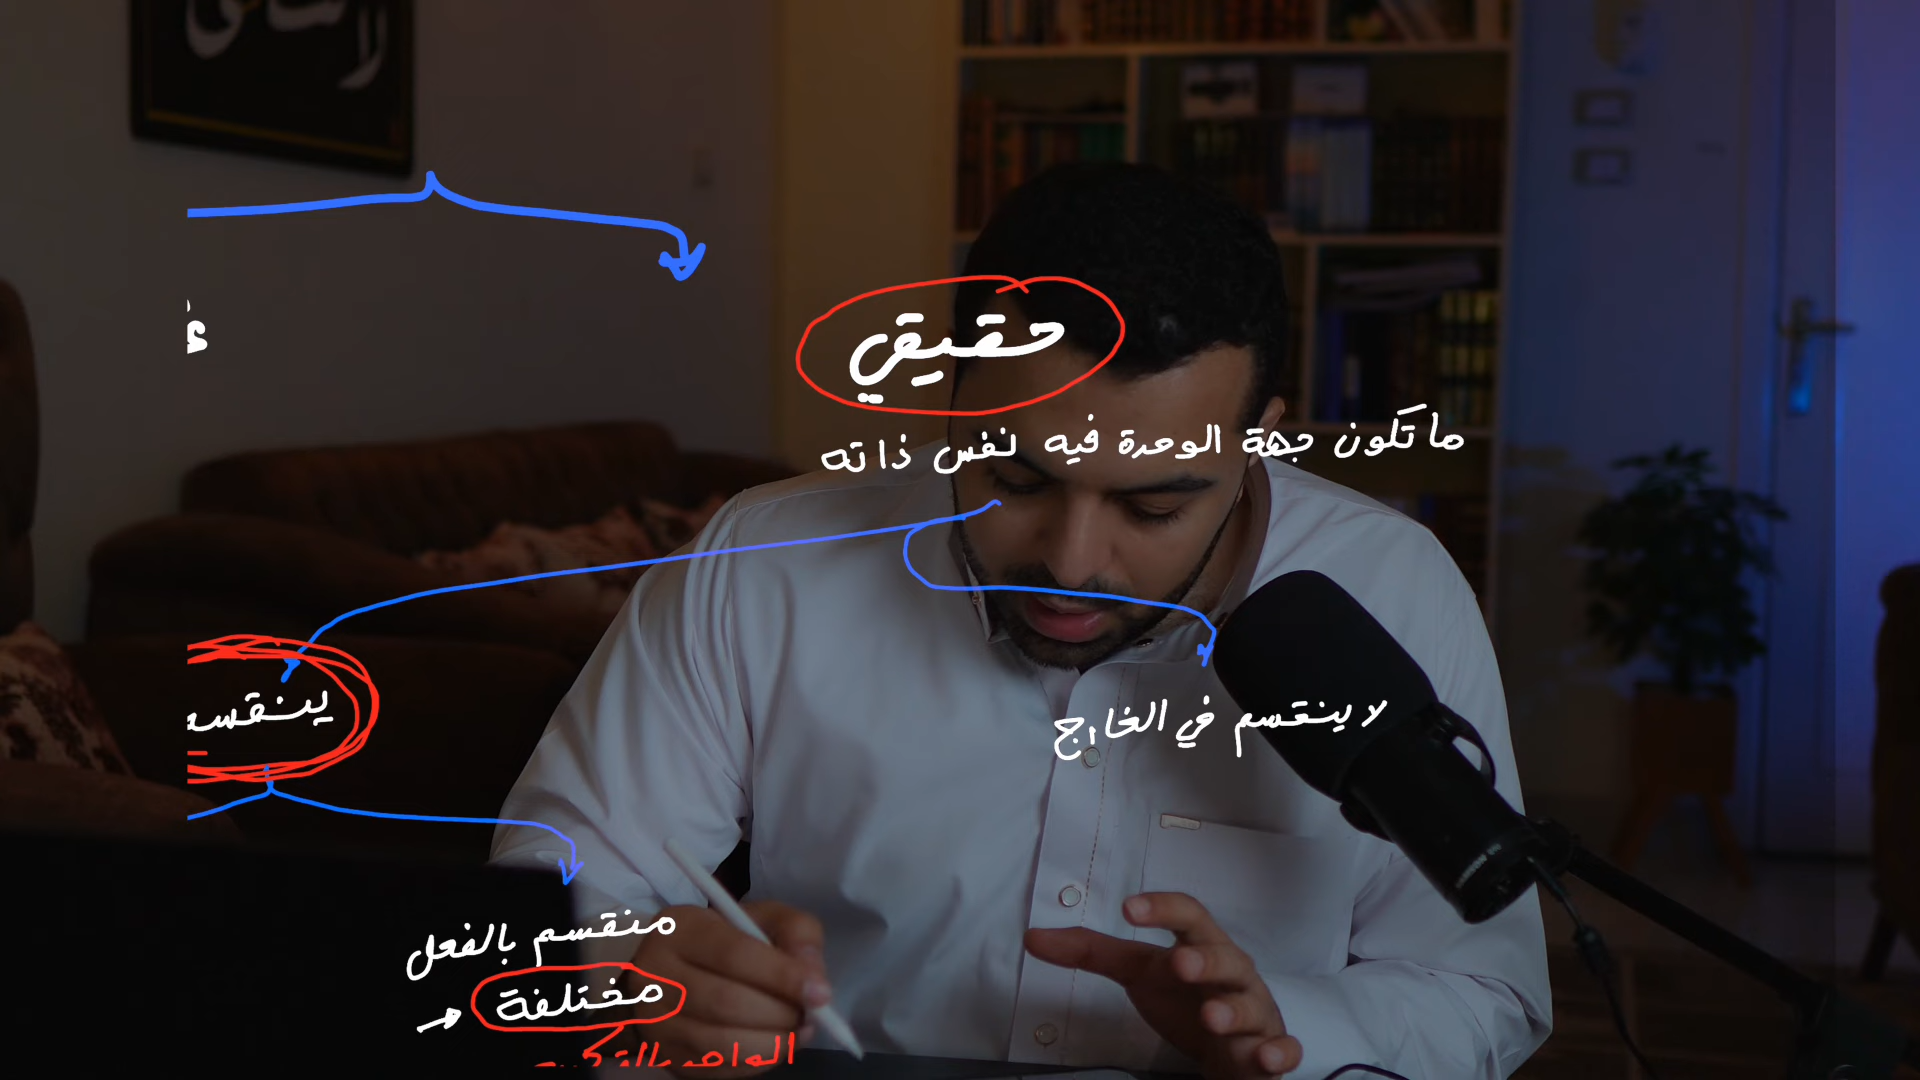 حقيقي
ما تكون جهة الوحدة فيه نفس ذاته
لا ينقسم في الخارج
منقسم بالفعل
مختلفة